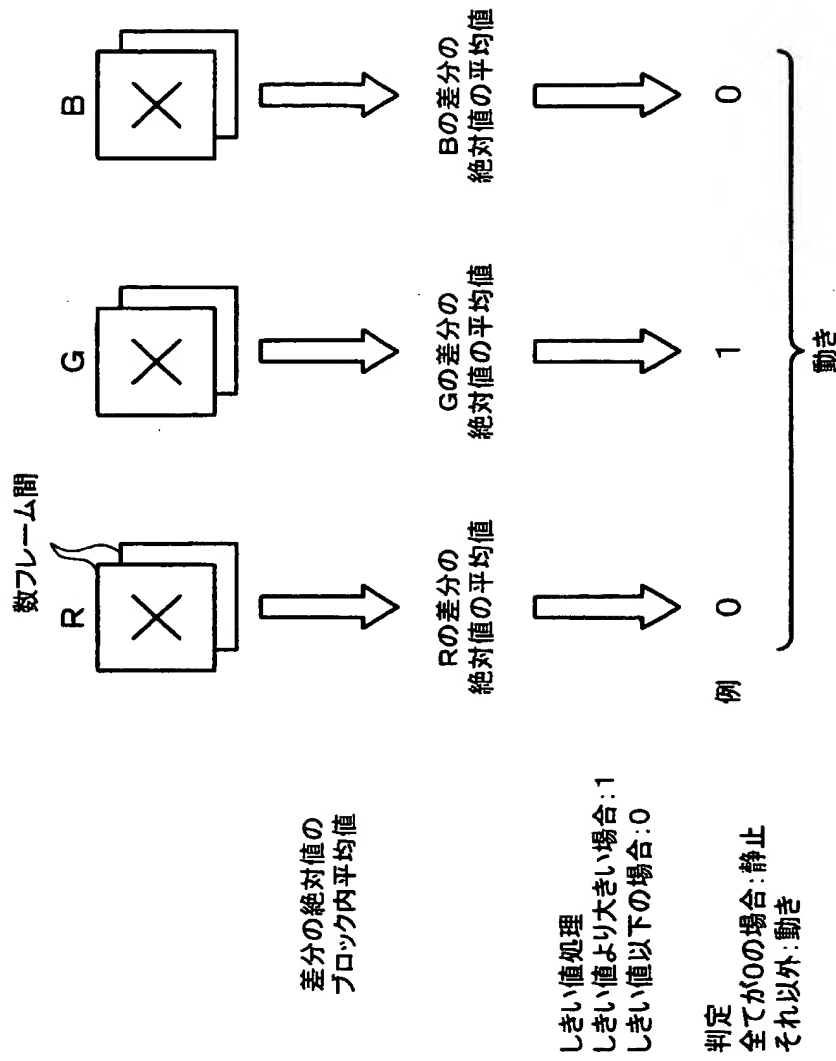 数フレーム間
R
G
B
差分の絶対値の
ブロック内平均値
Rの差分の
絶対値の平均値
Gの差分の
絶対値の平均値
Bの差分の
絶対値の平均値
しきい値処理
しきい値より大きい場合:1
しきい値以下の場合:0
判定
全てが0の場合:静止
それ以外:動き
例
0
1
0
動き